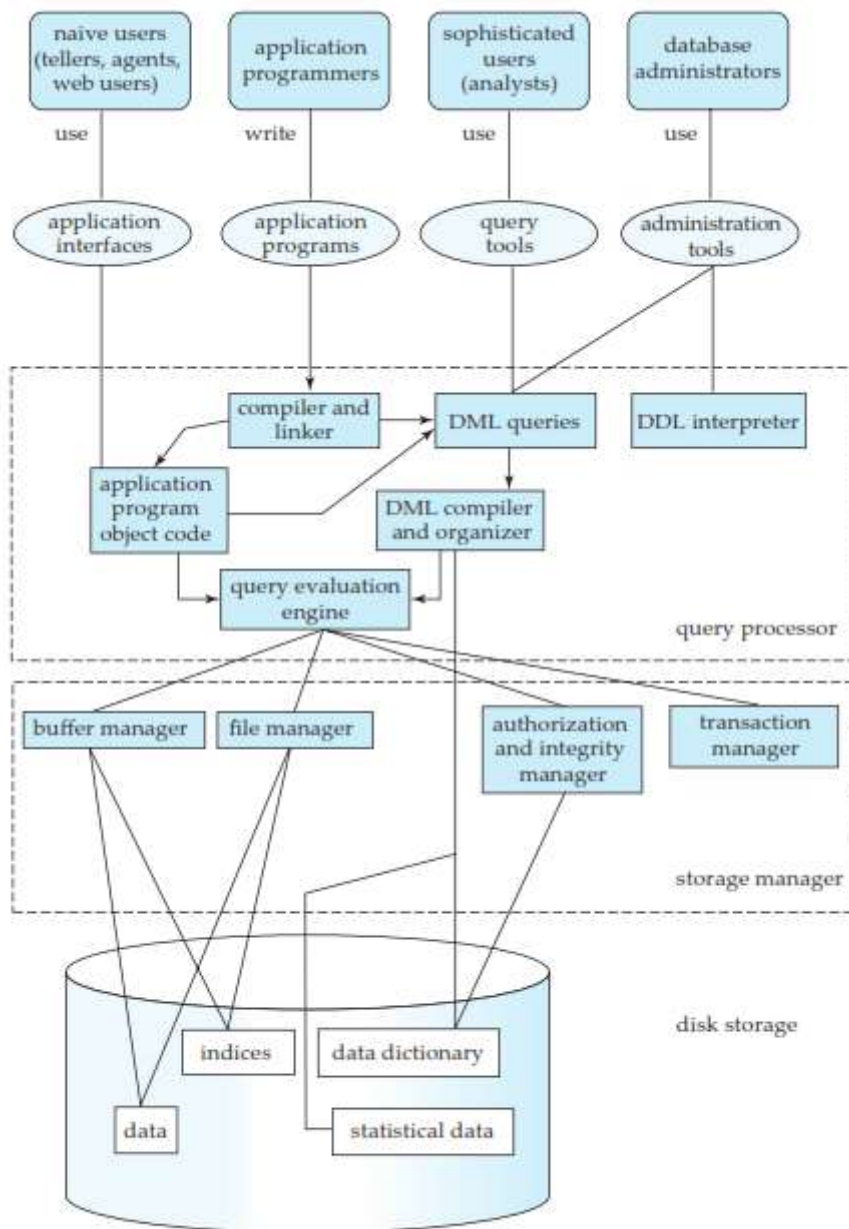 naive users
(tellers, agents,
web users)
application
programmers
sophisticated
users
(analysts)
database
administrators
use
write
use
use
application
interfaces
application
programs
query
tools
administration
tools
compiler and
linker
DML queries
DDL interpreter
application
program
object code
DML compiler
and organizer
query evaluation
engine
query processor
buffer manager
file manager
authorization
and integrity
manager
transaction
manager
storage manager
disk storage
indices
data dictionary
data
statistical data